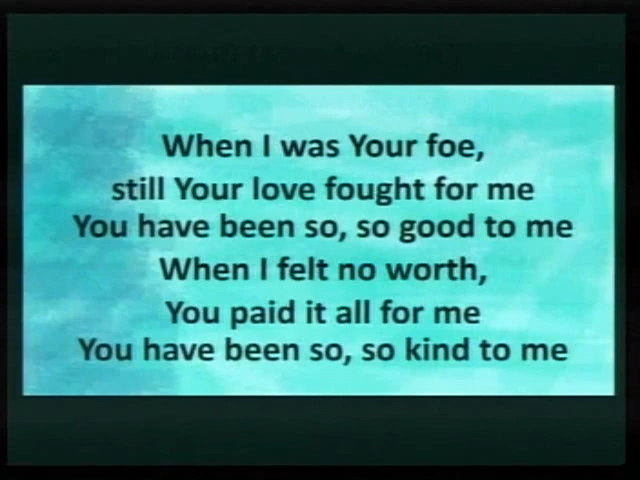 When I was Your foe,
still Your love fought for me
You have been so, so good to me
When I felt no worth,
You paid it all for me
You have been so, so kind to me